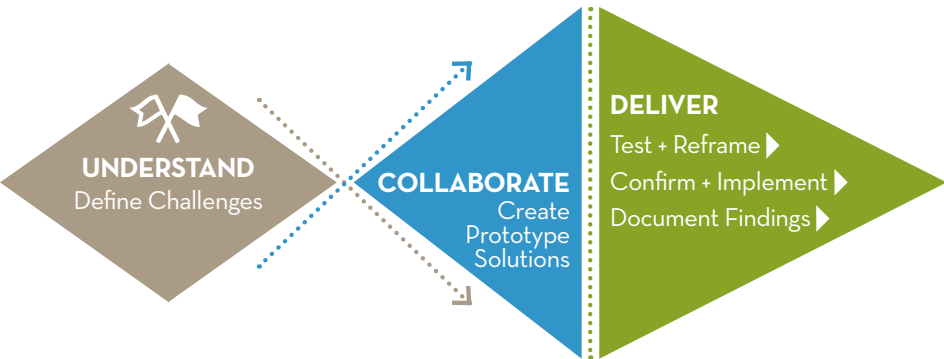 UNDERSTAND
Define Challenges
COLLABORATE
Create
Prototype
Solutions
DELIVER
Test + Reframe
Confirm + Implement
Document Findings